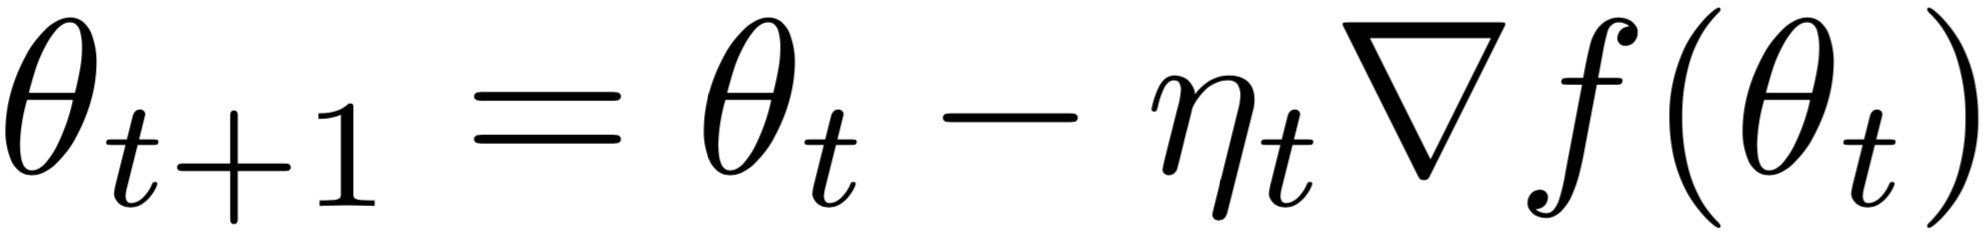 θ_{t+1} = θ_t − η_t ∇f(θ_t)